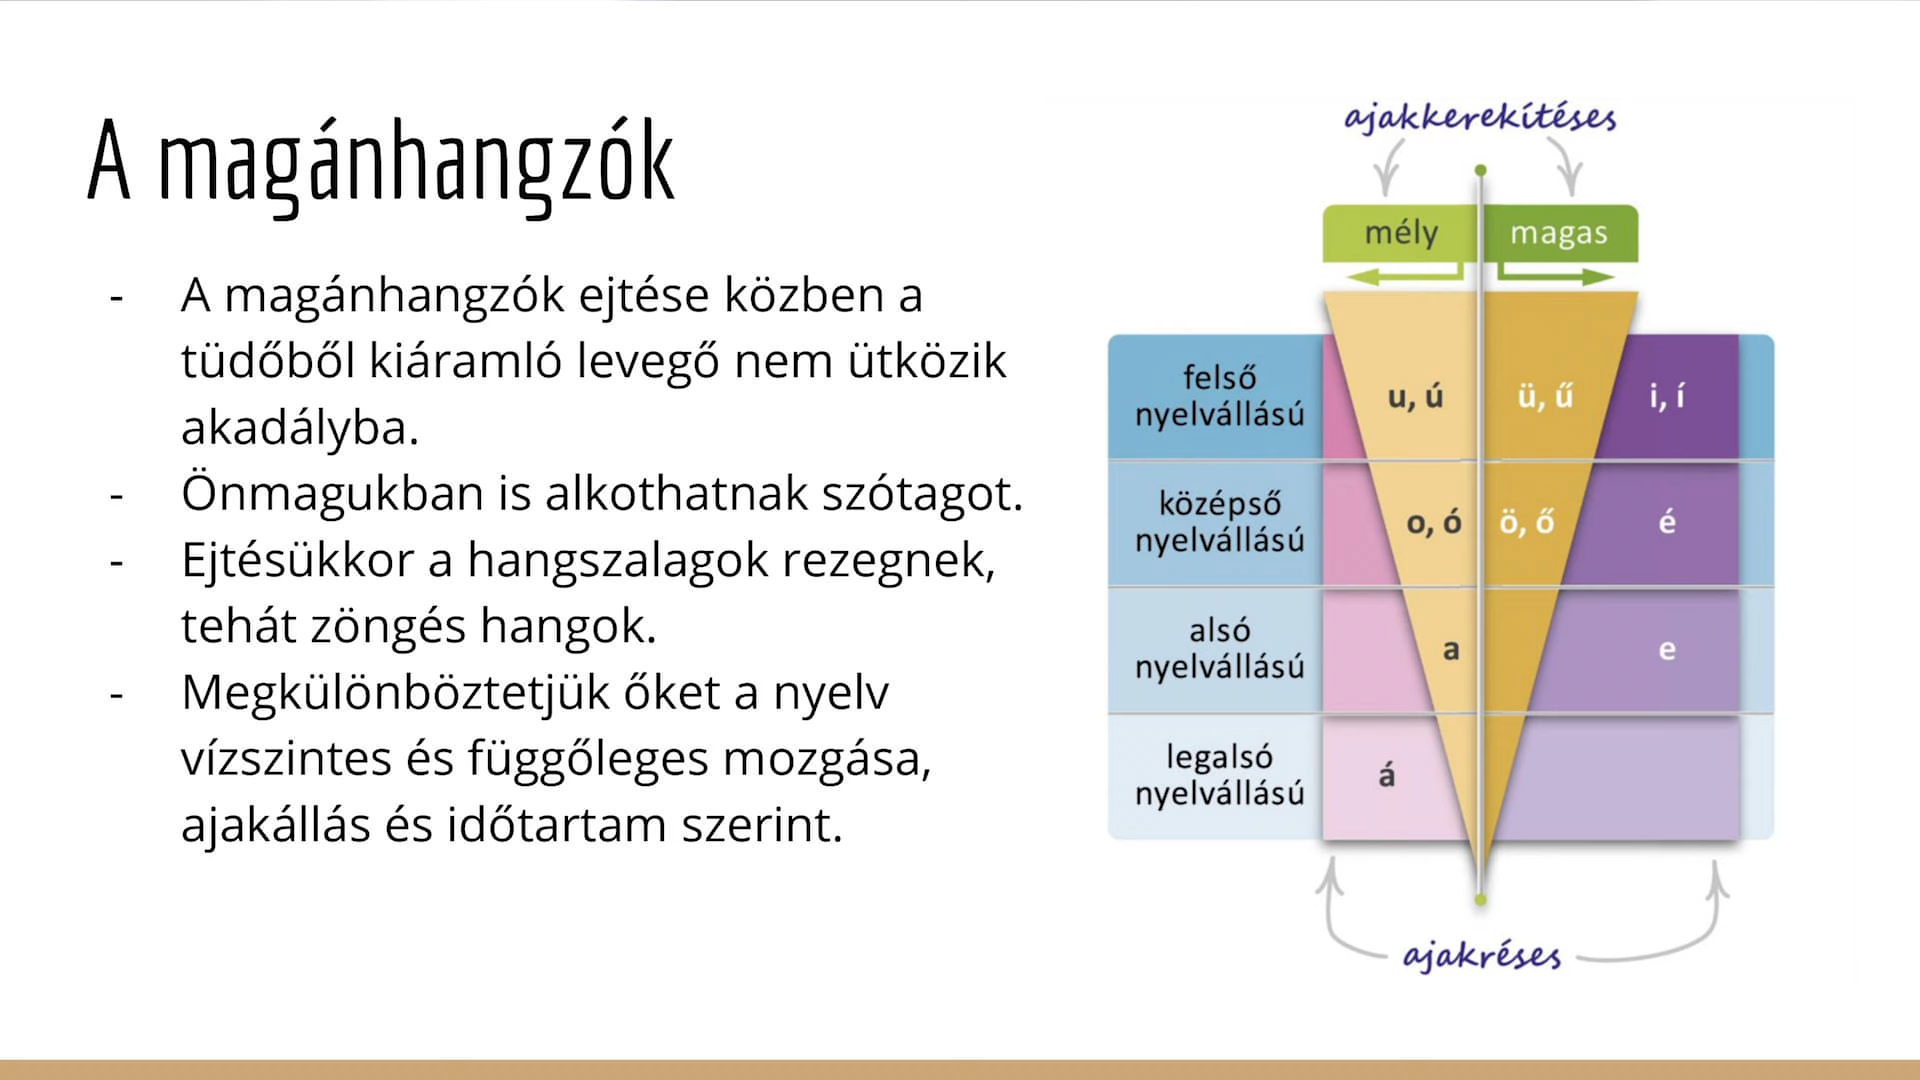 A magánhangzók
- A magánhangzók ejtése közben a
tüdőből kiáramló levegő nem ütközik
akadályba.
- Önmagukban is alkothatnak szótagot.
- Ejtésükkor a hangszalagok rezegnek,
tehát zöngés hangok.
- Megkülönböztetjük őket a nyelv
vízszintes és függőleges mozgása,
ajakállás és időtartam szerint.
ajakkerekítéses
mély magas
felső
nyelvállású
u, ú ü, ű i, í
középső
nyelvállású
o, ó ö, ő é
alsó
nyelvállású
a e
legalsó
nyelvállású
á
ajakréses